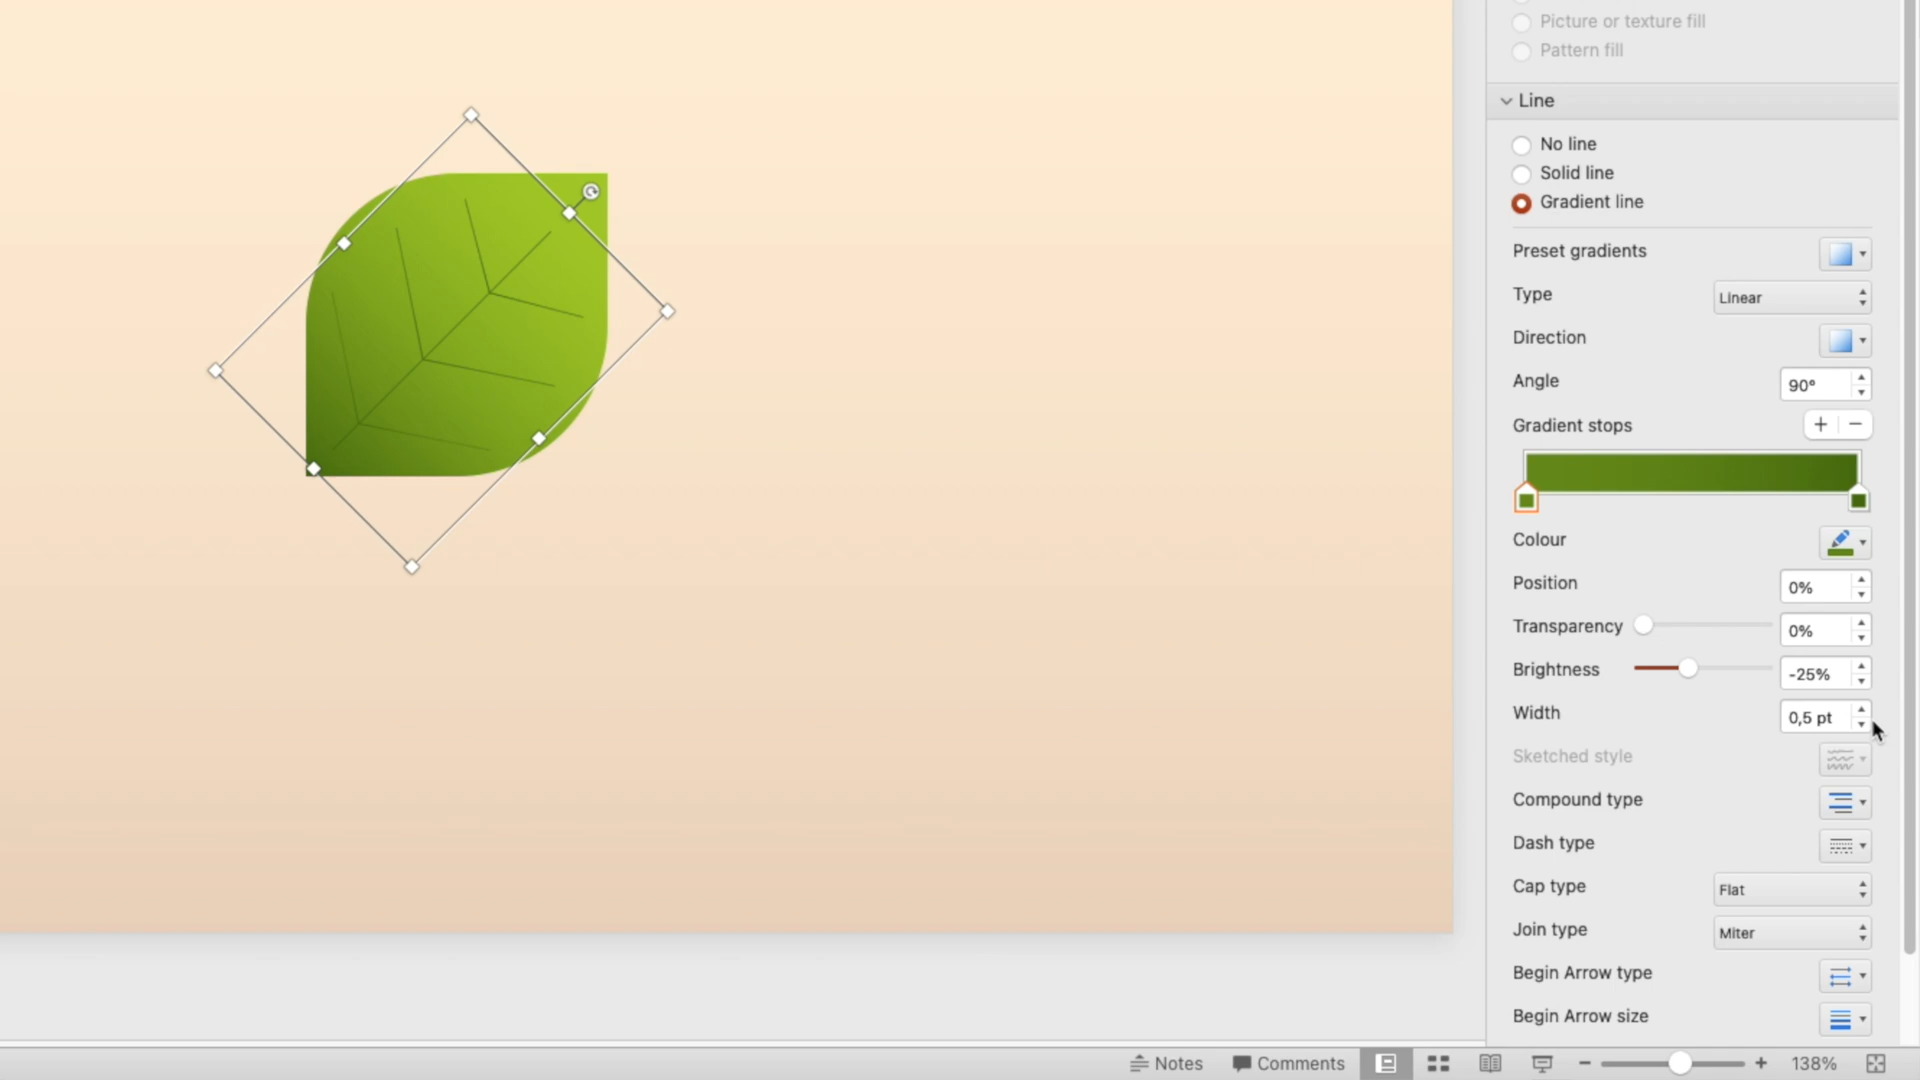 Picture or texture fill
Pattern fill
Line
No line
Solid line
Gradient line
Preset gradients
Type Linear
Direction
Angle 90°
Gradient stops + −
Colour
Position 0%
Transparency 0%
Brightness -25%
Width 0,5 pt
Sketched style
Compound type
Dash type
Cap type Flat
Join type Miter
Begin Arrow type
Begin Arrow size
Notes Comments − + 138%